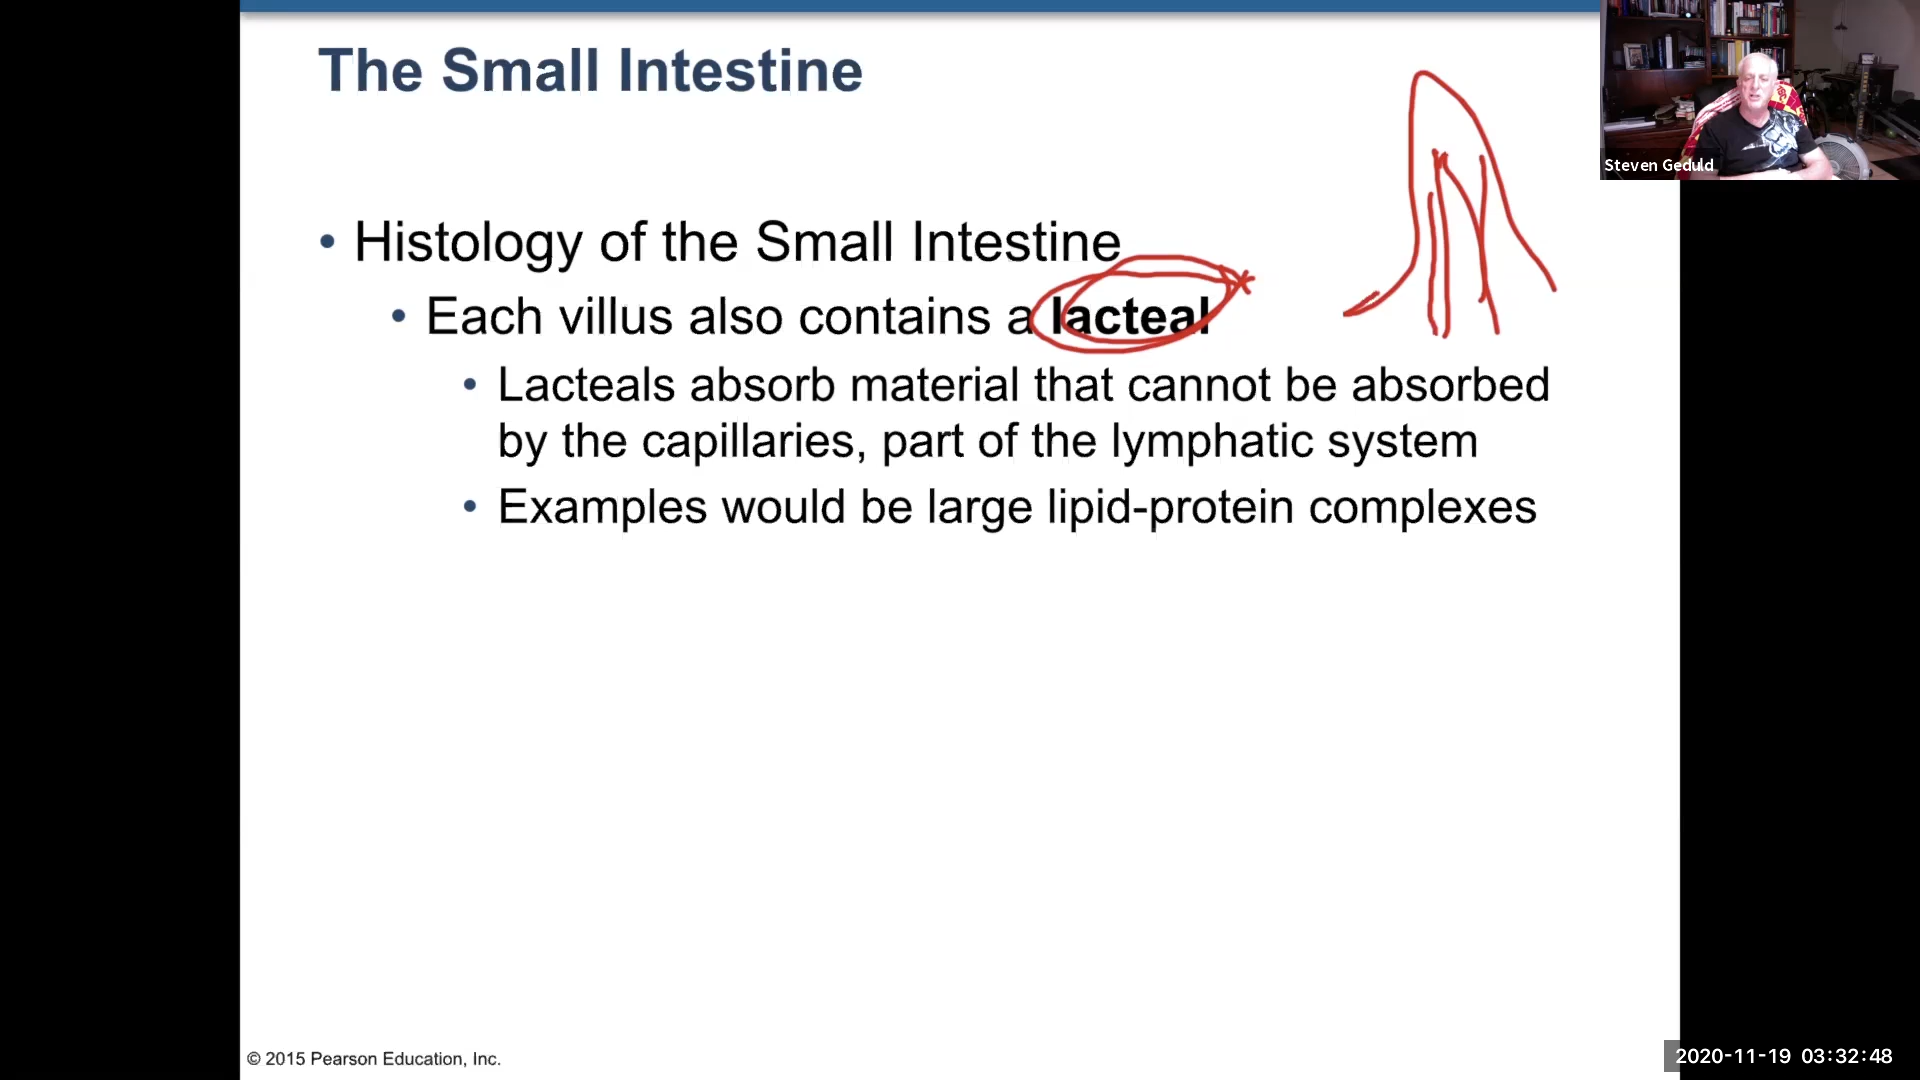 The Small Intestine
Steven Geduld
• Histology of the Small Intestine
• Each villus also contains a lacteal
• Lacteals absorb material that cannot be absorbed
by the capillaries, part of the lymphatic system
• Examples would be large lipid-protein complexes
© 2015 Pearson Education, Inc.
2020-11-19 03:32:48